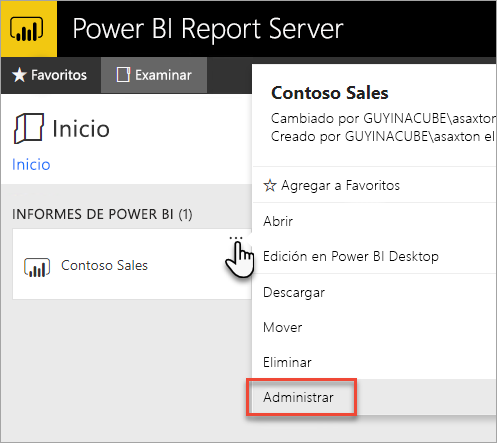 Power BI Report Server
Favoritos
Examinar
Inicio
Inicio
INFORMES DE POWER BI (1)
Contoso Sales
Contoso Sales
Cambiado por GUYINACUBE\asaxton
Creado por GUYINACUBE\asaxton el
Agregar a Favoritos
Abrir
Edición en Power BI Desktop
Descargar
Mover
Eliminar
Administrar